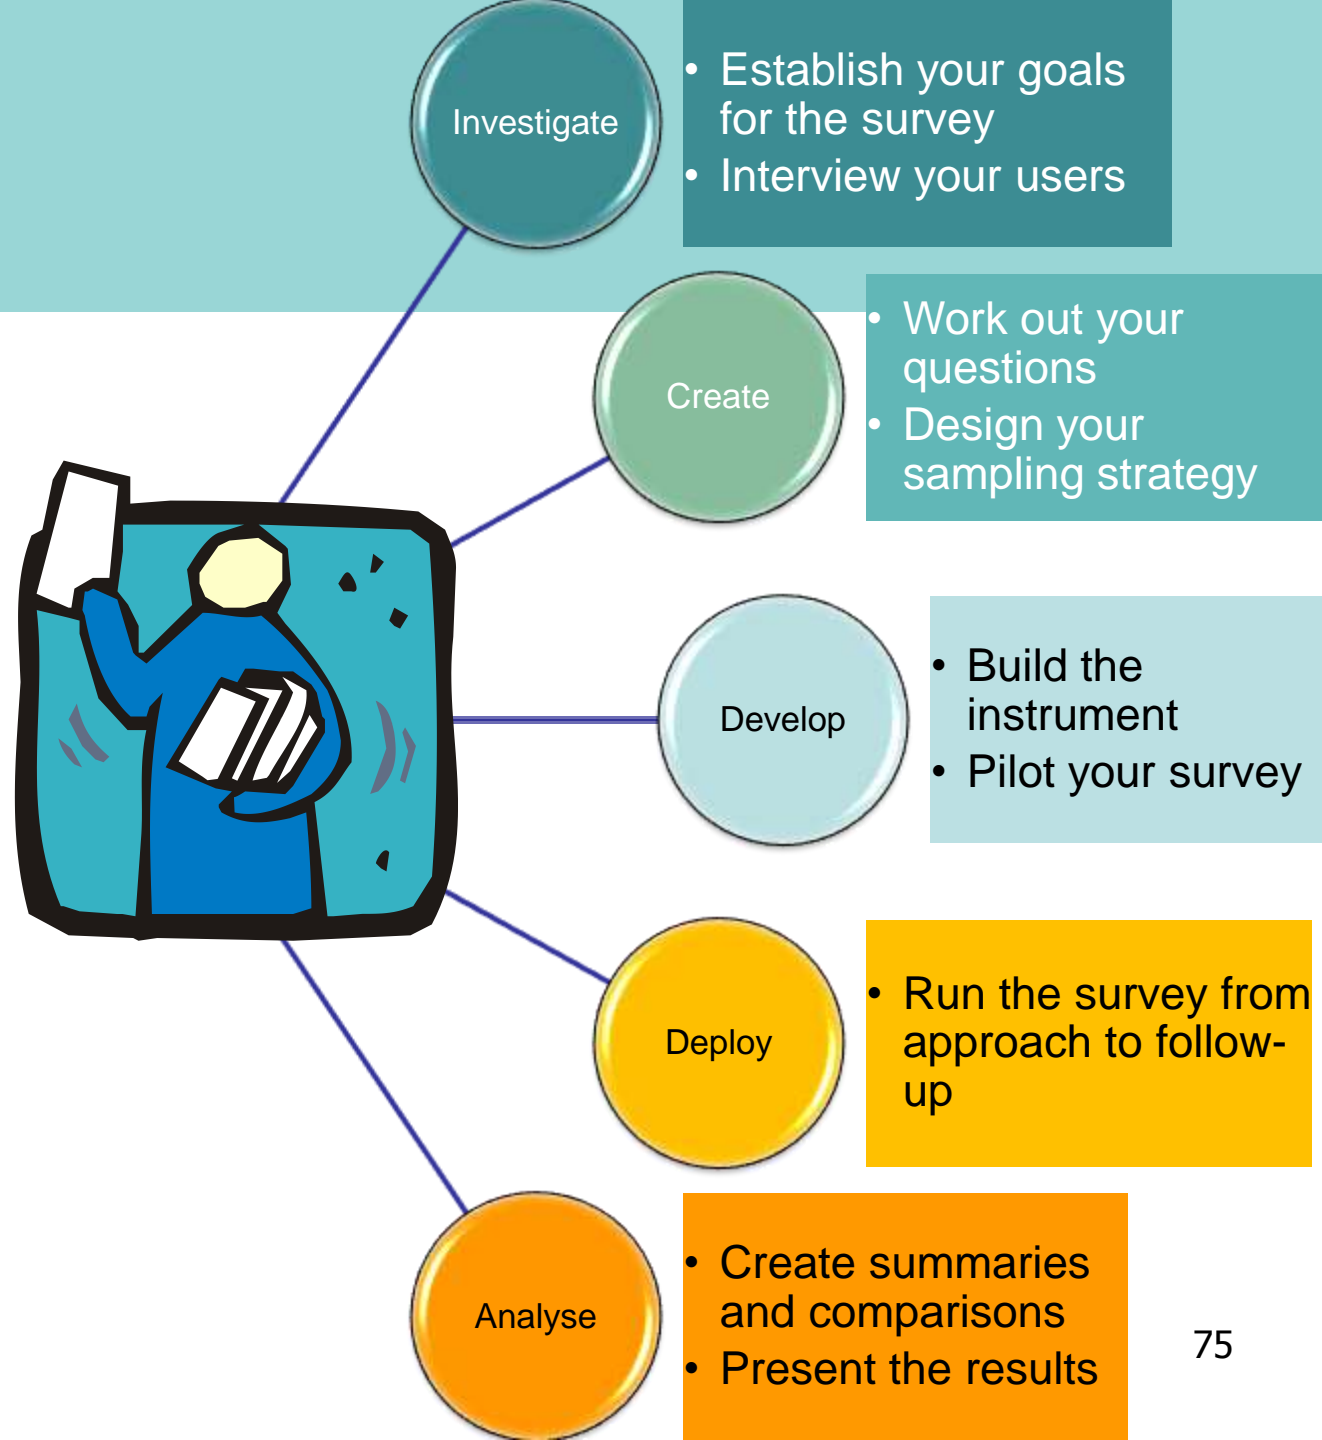 Investigate
• Establish your goals
for the survey
• Interview your users
Create
• Work out your
questions
• Design your
sampling strategy
Develop
• Build the
instrument
• Pilot your survey
Deploy
• Run the survey from
approach to follow-
up
Analyse
• Create summaries
and comparisons
• Present the results
75